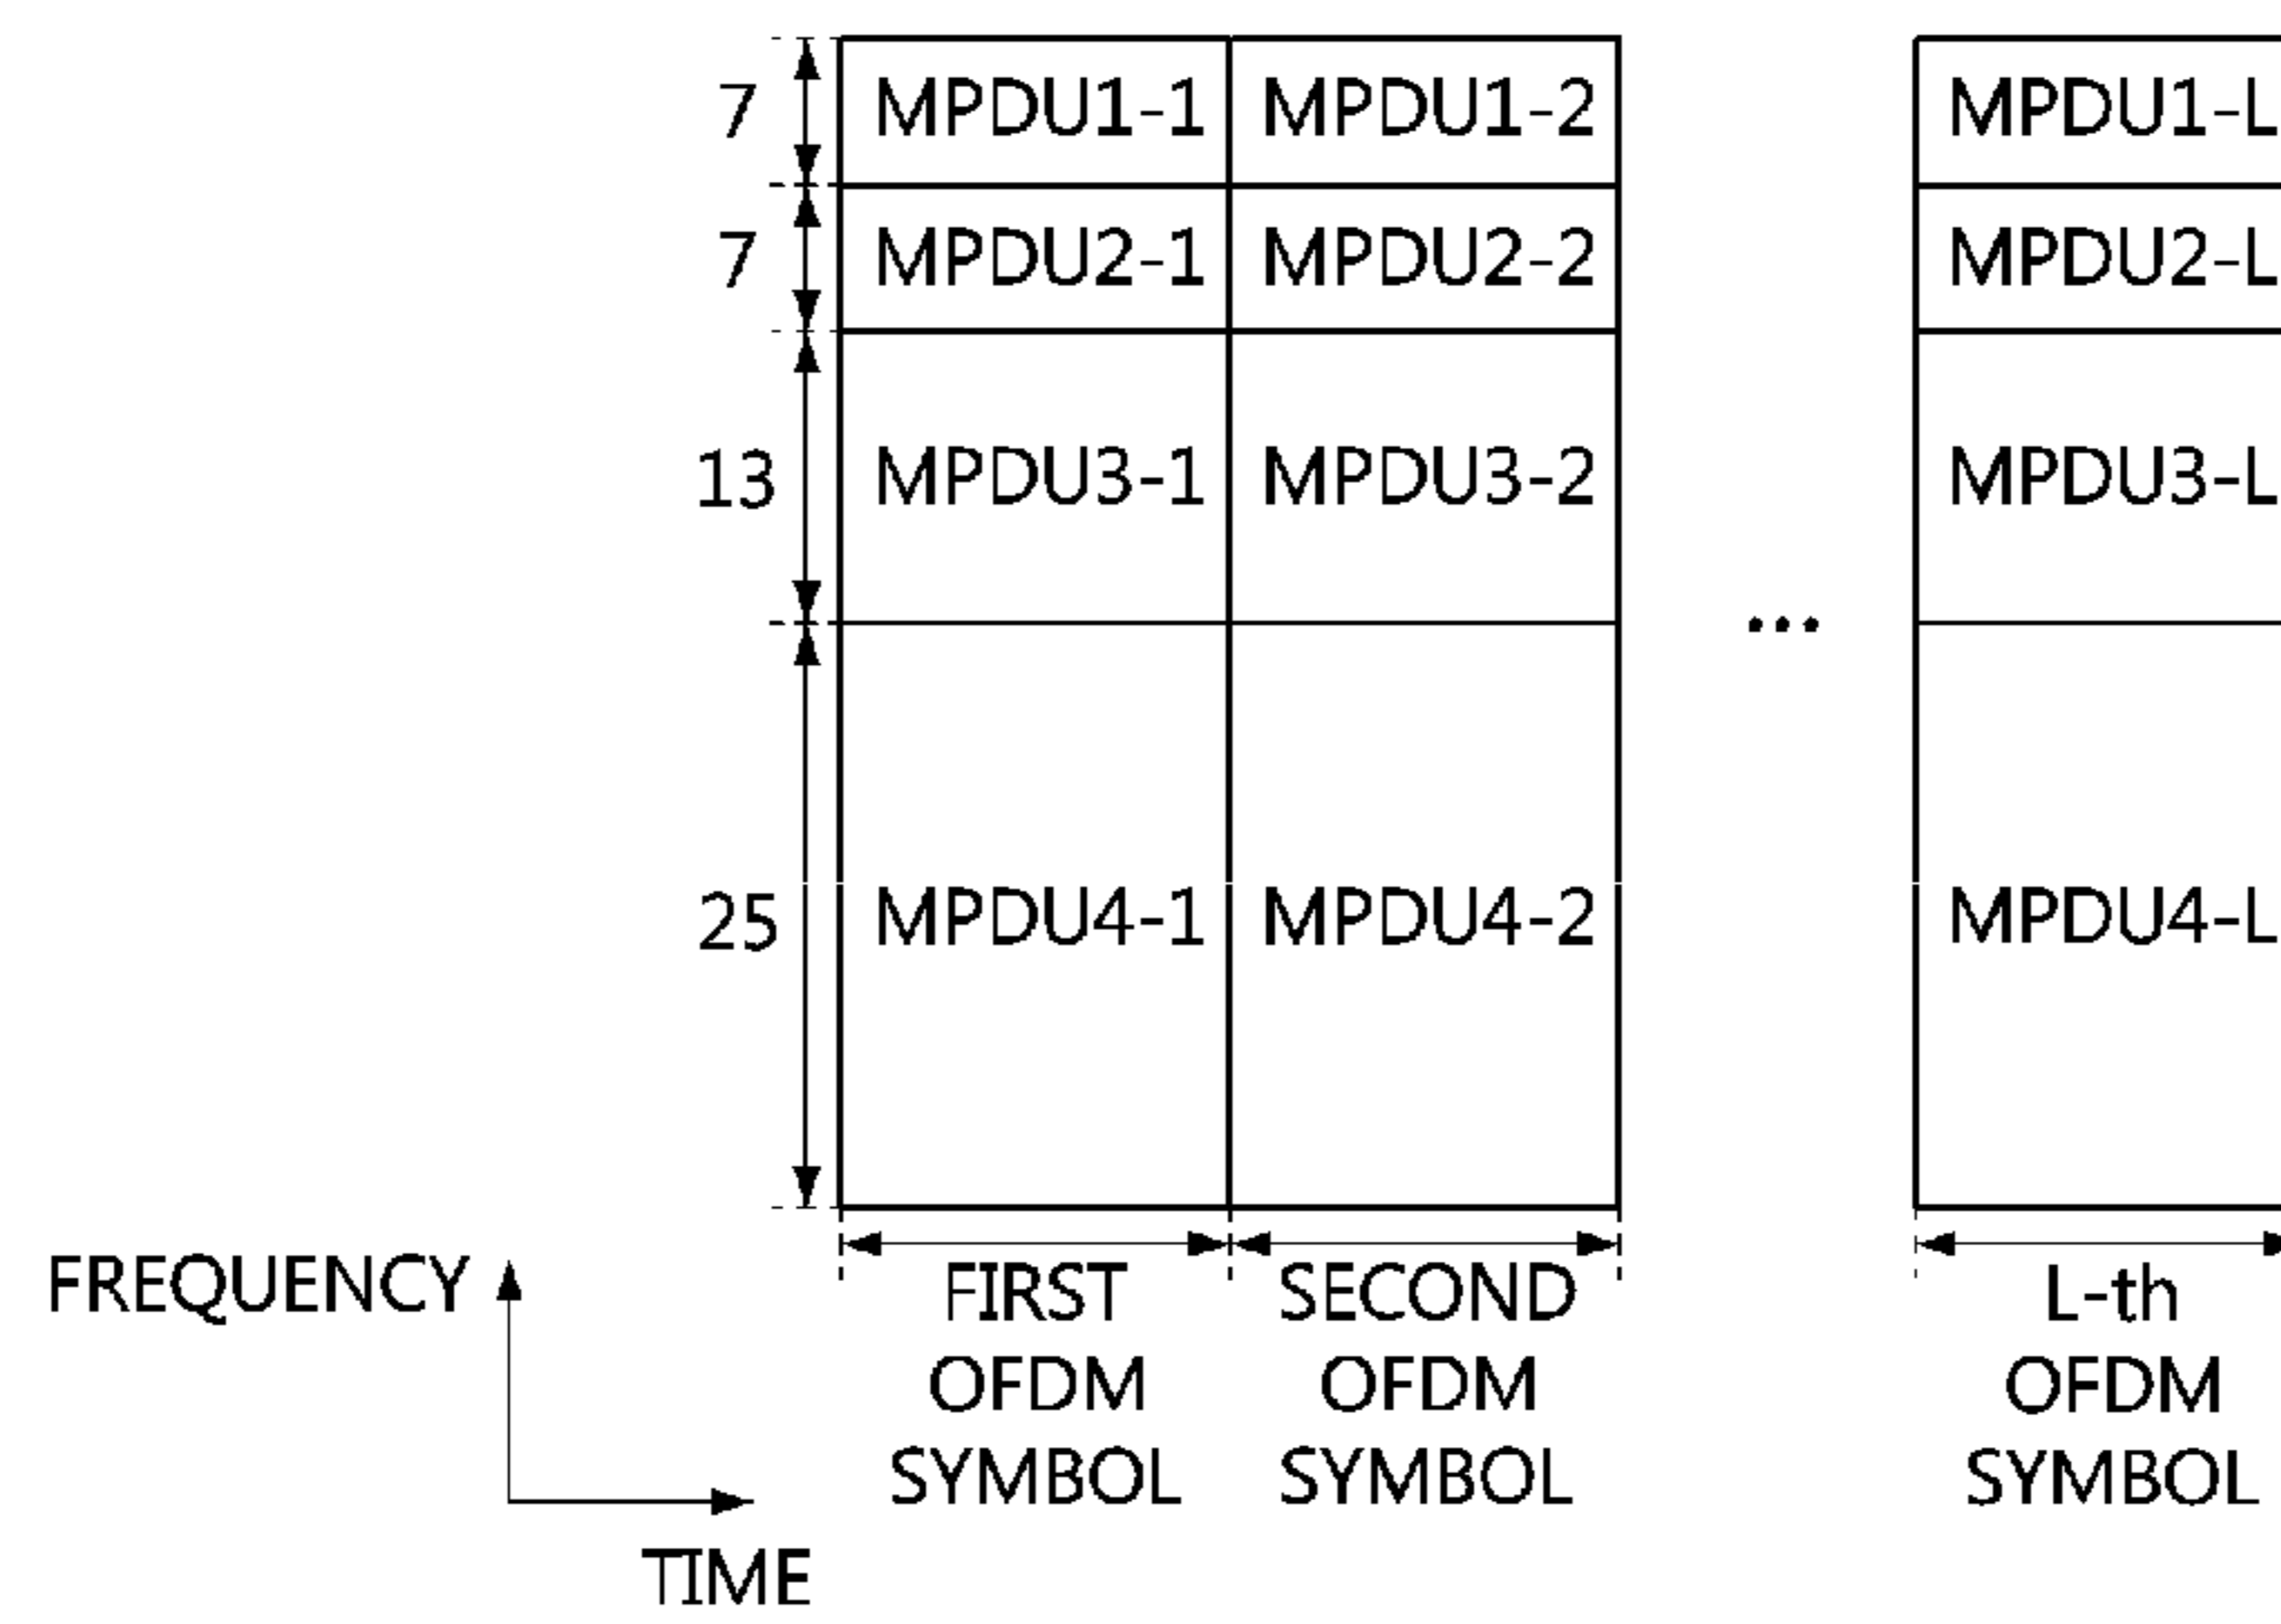 7 MPDU1-1 MPDU1-2 MPDU1-L
7 MPDU2-1 MPDU2-2 MPDU2-L
13 MPDU3-1 MPDU3-2 MPDU3-L
...
25 MPDU4-1 MPDU4-2 MPDU4-L
FREQUENCY
TIME
FIRST
OFDM
SYMBOL
SECOND
OFDM
SYMBOL
L-th
OFDM
SYMBOL